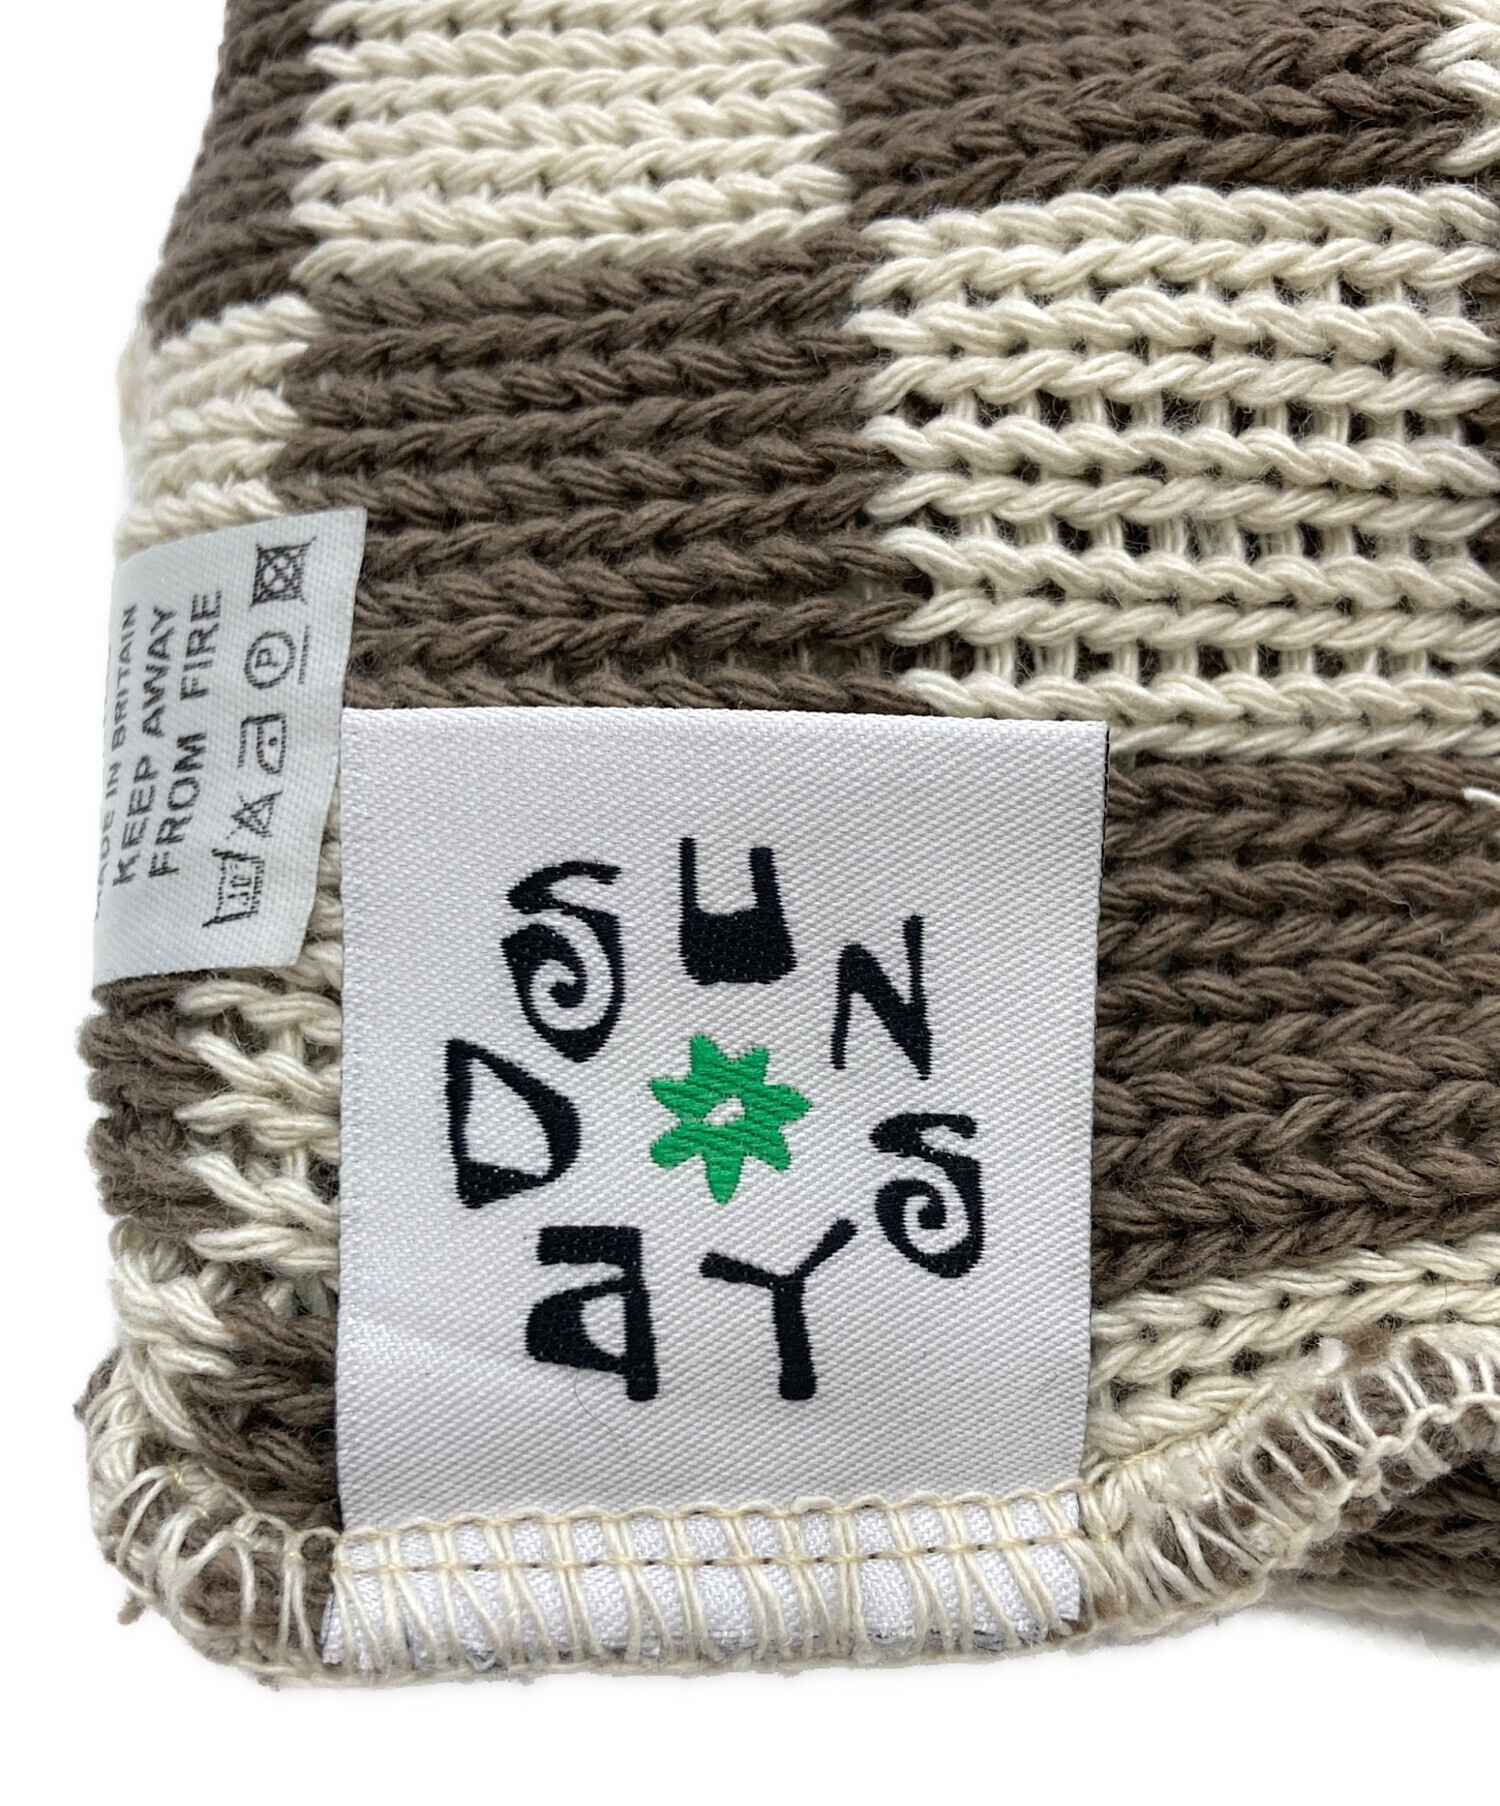 MADE IN BRITAIN
KEEP AWAY
FROM FIRE
P
SUNDAYS